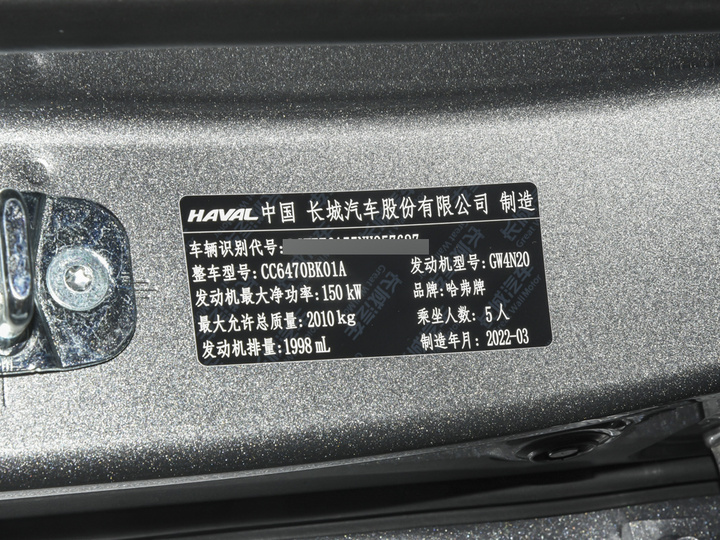 HAVAL 中国 长城汽车股份有限公司 制造
车辆识别代号:
整车型号:CC6470BK01A 发动机型号:GW4N20
发动机最大净功率:150 kW 品牌:哈弗牌
最大允许总质量:2010 kg 乘坐人数:5人
发动机排量:1998 mL 制造年月:2022-03